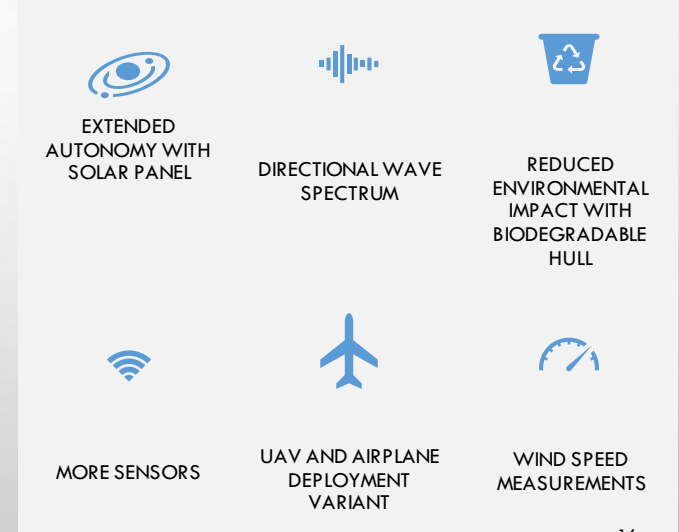 EXTENDED
AUTONOMY WITH
SOLAR PANEL
DIRECTIONAL WAVE
SPECTRUM
REDUCED
ENVIRONMENTAL
IMPACT WITH
BIODEGRADABLE
HULL
MORE SENSORS
UAV AND AIRPLANE
DEPLOYMENT
VARIANT
WIND SPEED
MEASUREMENTS